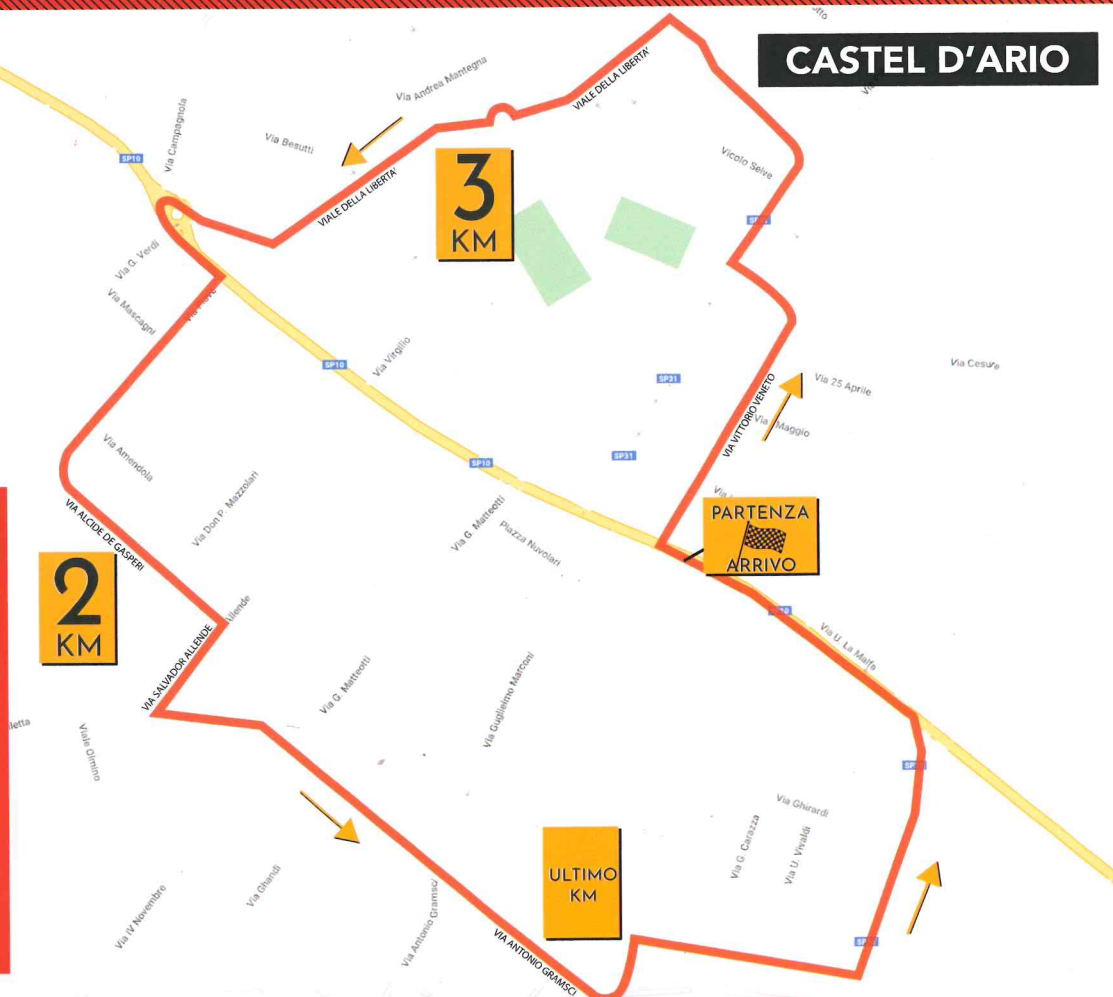 CASTEL D'ARIO
Via Andrea Mantegna
VIALE DELLA LIBERTA'
Via Campagnola
Via Besutti
SP10
3
KM
Vicolo Selve
VIALE DELLA LIBERTA'
Via G. Verdi
Via Mascagni
SP10
Via Virgilio
SP31
Via Cesure
Via 25 Aprile
VIA VITTORIO VENETO
Maggio
SP31
SP10
Via Amendola
Via Don P. Mazzolari
VIA ALCIDE DE GASPERI
Via G. Matteotti
Piazza Nuvolari
PARTENZA
ARRIVO
2
KM
Allende
VIA SALVADOR ALLENDE
Via U. La Malfa
Via G. Matteotti
Via Guglielmo Marconi
letta
Viale Olmino
Via Ghirardi
Via G. Carazza
Via U. Vivaldi
ULTIMO
KM
Via Ghandi
Via IV Novembre
Via Antonio Gramsci
VIA ANTONIO GRAMSCI